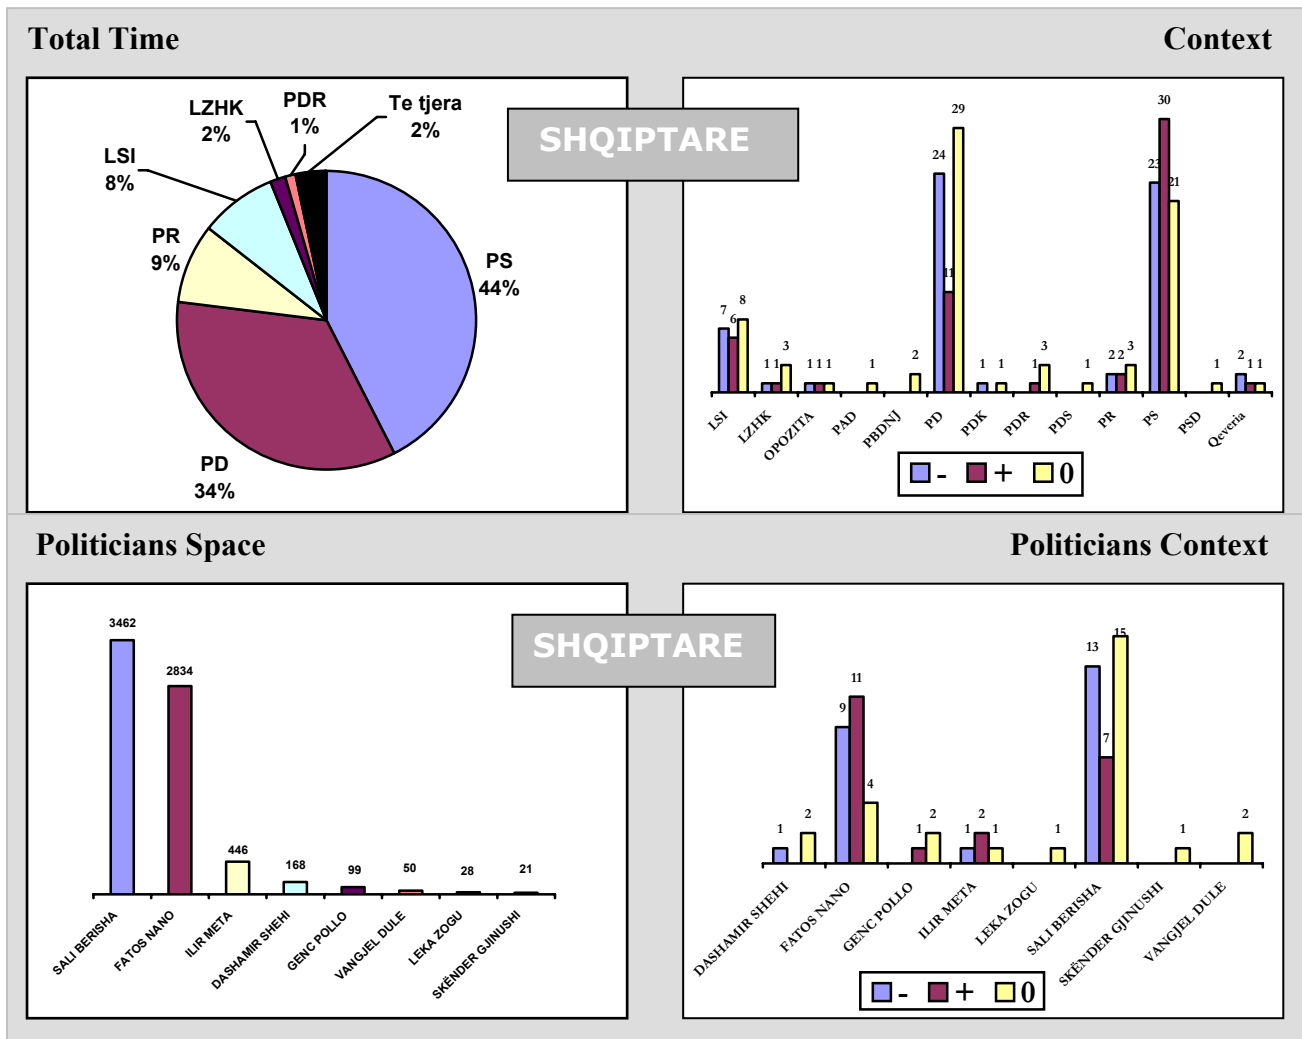 Total Time
Context
SHQIPTARE
LZHK
2%
PDR
1%
Te tjera
2%
LSI
8%
PR
9%
PS
44%
PD
34%
7 6 8 1 1 3 1 1 1 1 2 24 11 29 1 1 1 3 1 2 2 3 23 30 21 1 2 1 1
LSI LZHK OPOZITA PAD PBDNJ PD PDK PDR PDS PR PS PSD Qeveria
- + 0
Politicians Space
Politicians Context
SHQIPTARE
3462 2834 446 168 99 50 28 21
SALI BERISHA FATOS NANO ILIR META DASHAMIR SHEHI GENC POLLO VANGJEL DULE LEKA ZOGU SKËNDER GJINUSHI
1 2 9 11 4 1 2 1 2 1 1 13 7 15 1 2
DASHAMIR SHEHI FATOS NANO GENC POLLO ILIR META LEKA ZOGU SALI BERISHA SKËNDER GJINUSHI VANGJEL DULE
- + 0